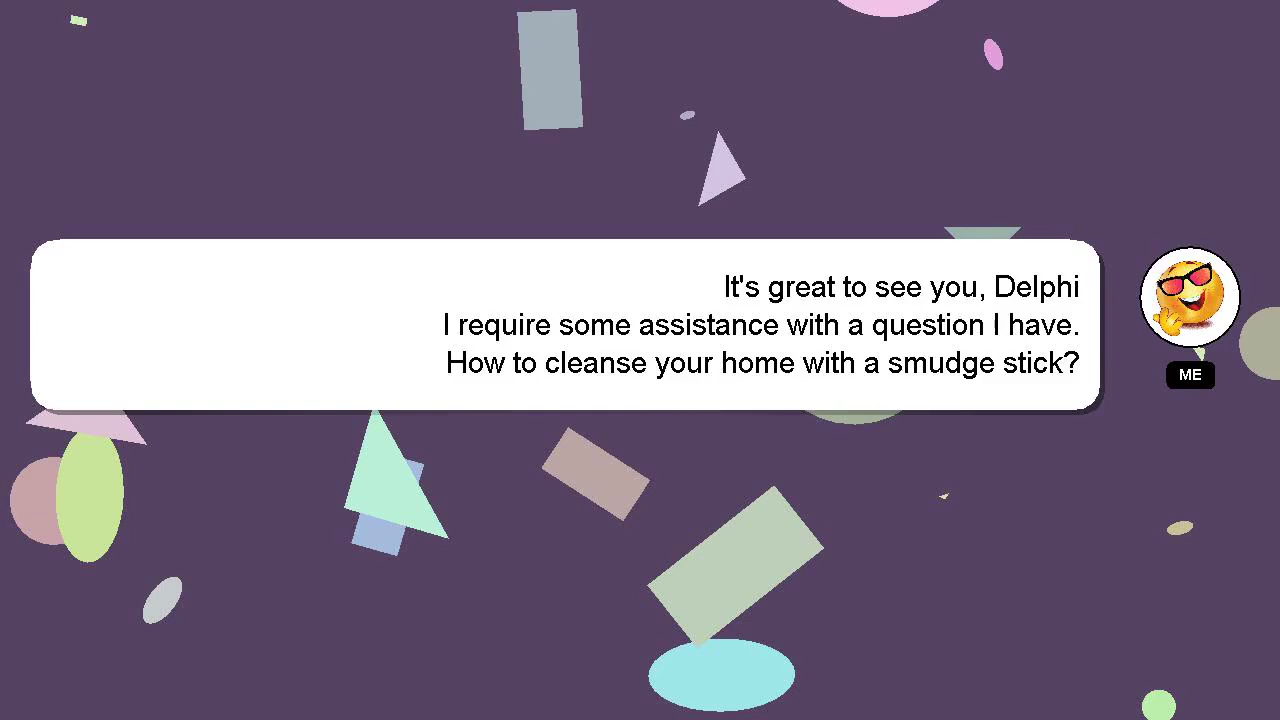 It's great to see you, Delphi
I require some assistance with a question I have.
How to cleanse your home with a smudge stick?
ME